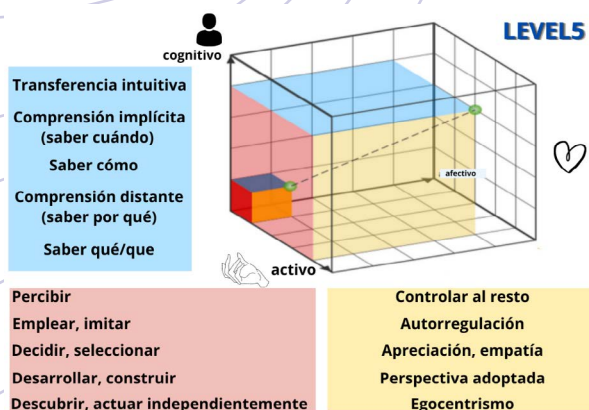 LEVEL5
cognitivo
Transferencia intuitiva
Comprensión implícita
(saber cuándo)
Saber cómo
Comprensión distante
(saber por qué)
Saber qué/que
afectivo
activo
Percibir
Emplear, imitar
Decidir, seleccionar
Desarrollar, construir
Descubrir, actuar independientemente
Controlar al resto
Autorregulación
Apreciación, empatía
Perspectiva adoptada
Egocentrismo